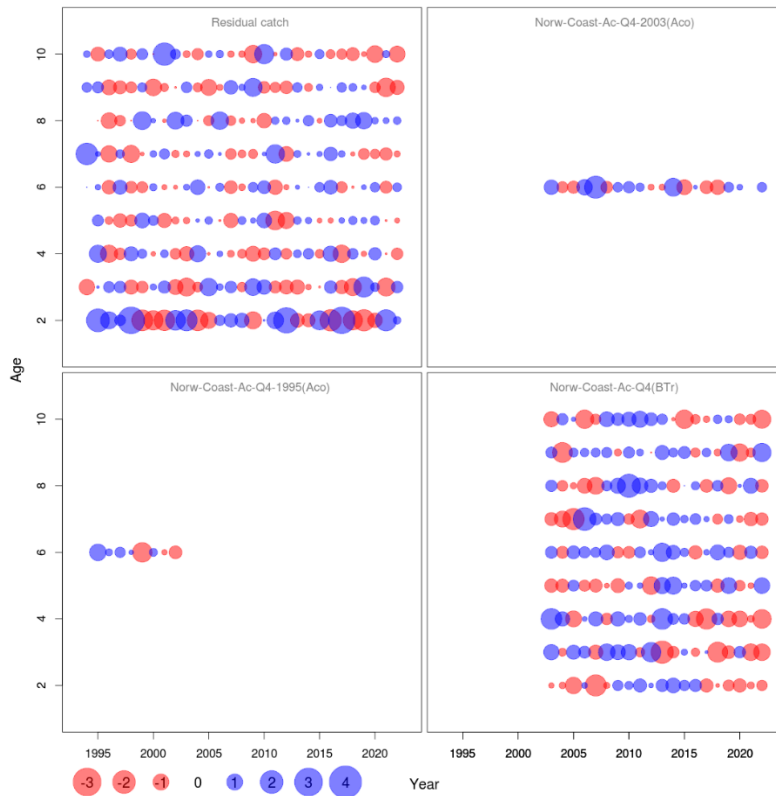 Residual catch
Norw-Coast-Ac-Q4-2003(Aco)
10
8
6
4
2
Age
Norw-Coast-Ac-Q4-1995(Aco)
Norw-Coast-Ac-Q4(BTr)
10
8
6
4
2
1995 2000 2005 2010 2015 2020
1995 2000 2005 2010 2015 2020
-3 -2 -1 0 1 2 3 4
Year